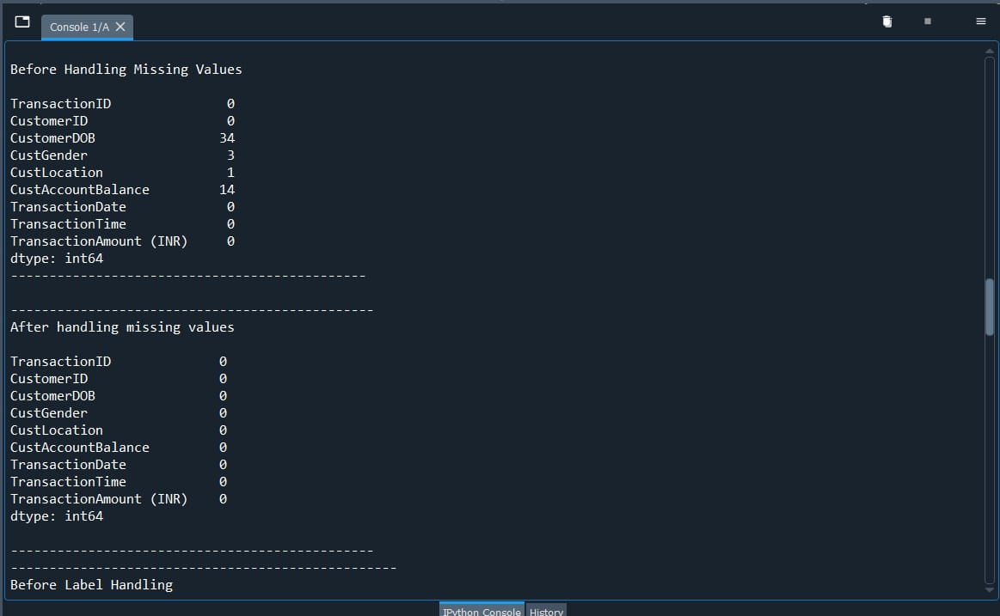 Console 1/A
Before Handling Missing Values
TransactionID 0
CustomerID 0
CustomerDOB 34
CustGender 3
CustLocation 1
CustAccountBalance 14
TransactionDate 0
TransactionTime 0
TransactionAmount (INR) 0
dtype: int64
----------------------------------------------
-----------------------------------------------
After handling missing values
TransactionID 0
CustomerID 0
CustomerDOB 0
CustGender 0
CustLocation 0
CustAccountBalance 0
TransactionDate 0
TransactionTime 0
TransactionAmount (INR) 0
dtype: int64
-----------------------------------------------
--------------------------------------------------
Before Label Handling
IPython Console History